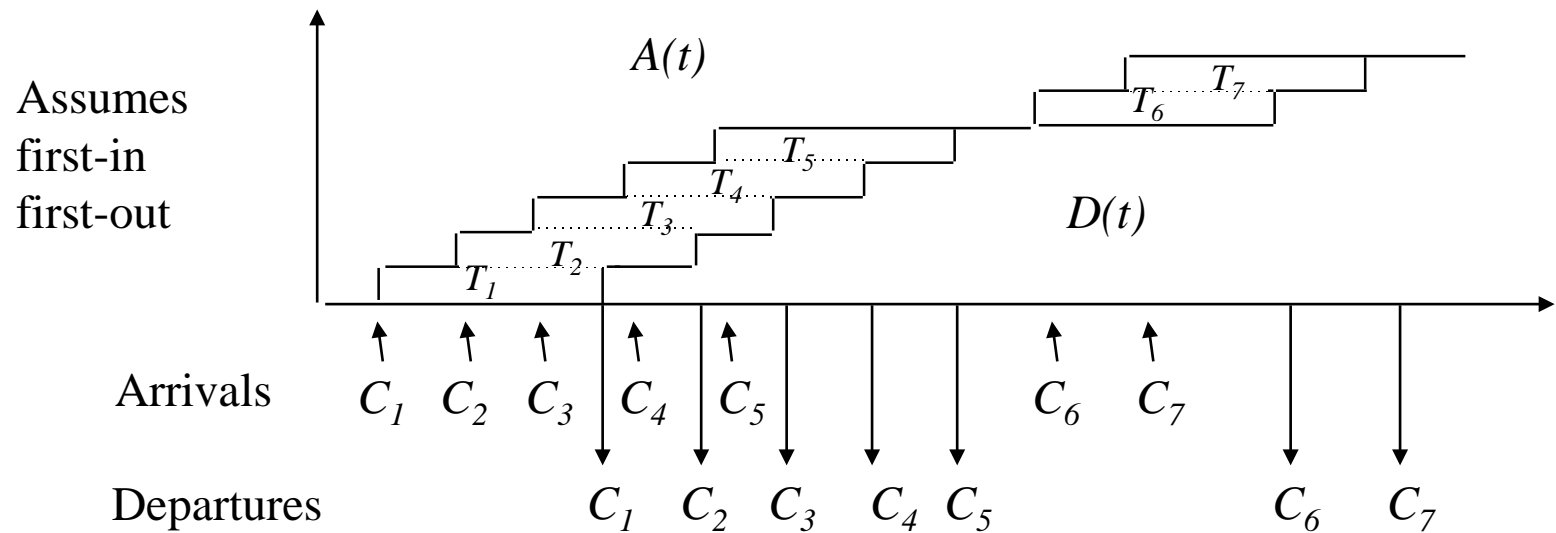 A(t)
Assumes
first-in
first-out
T7
T6
T5
T4
T3
T2
T1
D(t)
Arrivals C1 C2 C3 C4 C5 C6 C7
Departures C1 C2 C3 C4 C5 C6 C7